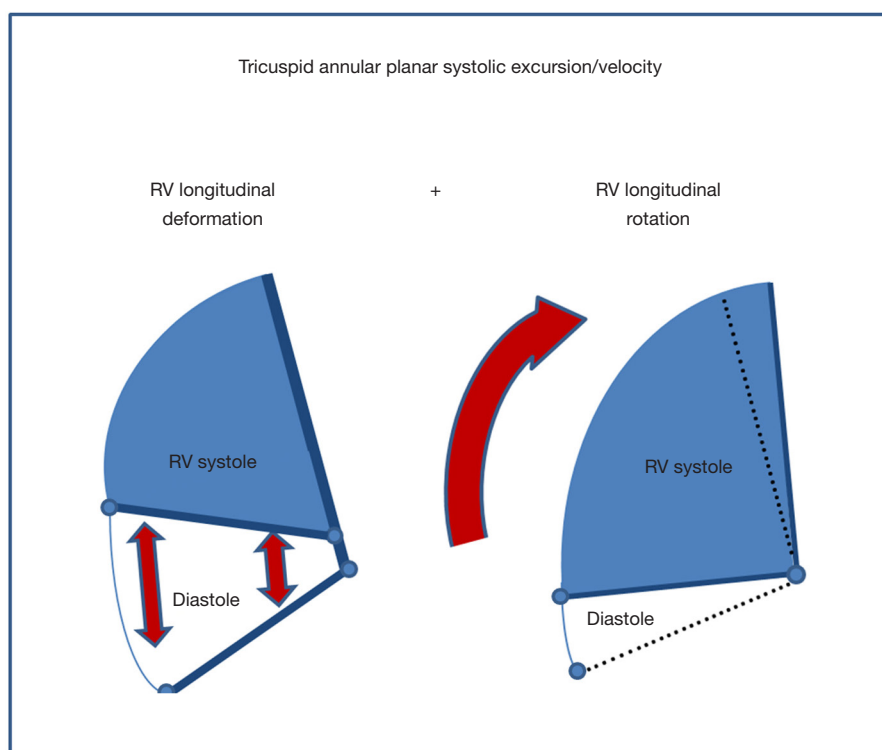 Tricuspid annular planar systolic excursion/velocity
RV longitudinal
deformation
+
RV longitudinal
rotation
RV systole
Diastole
RV systole
Diastole